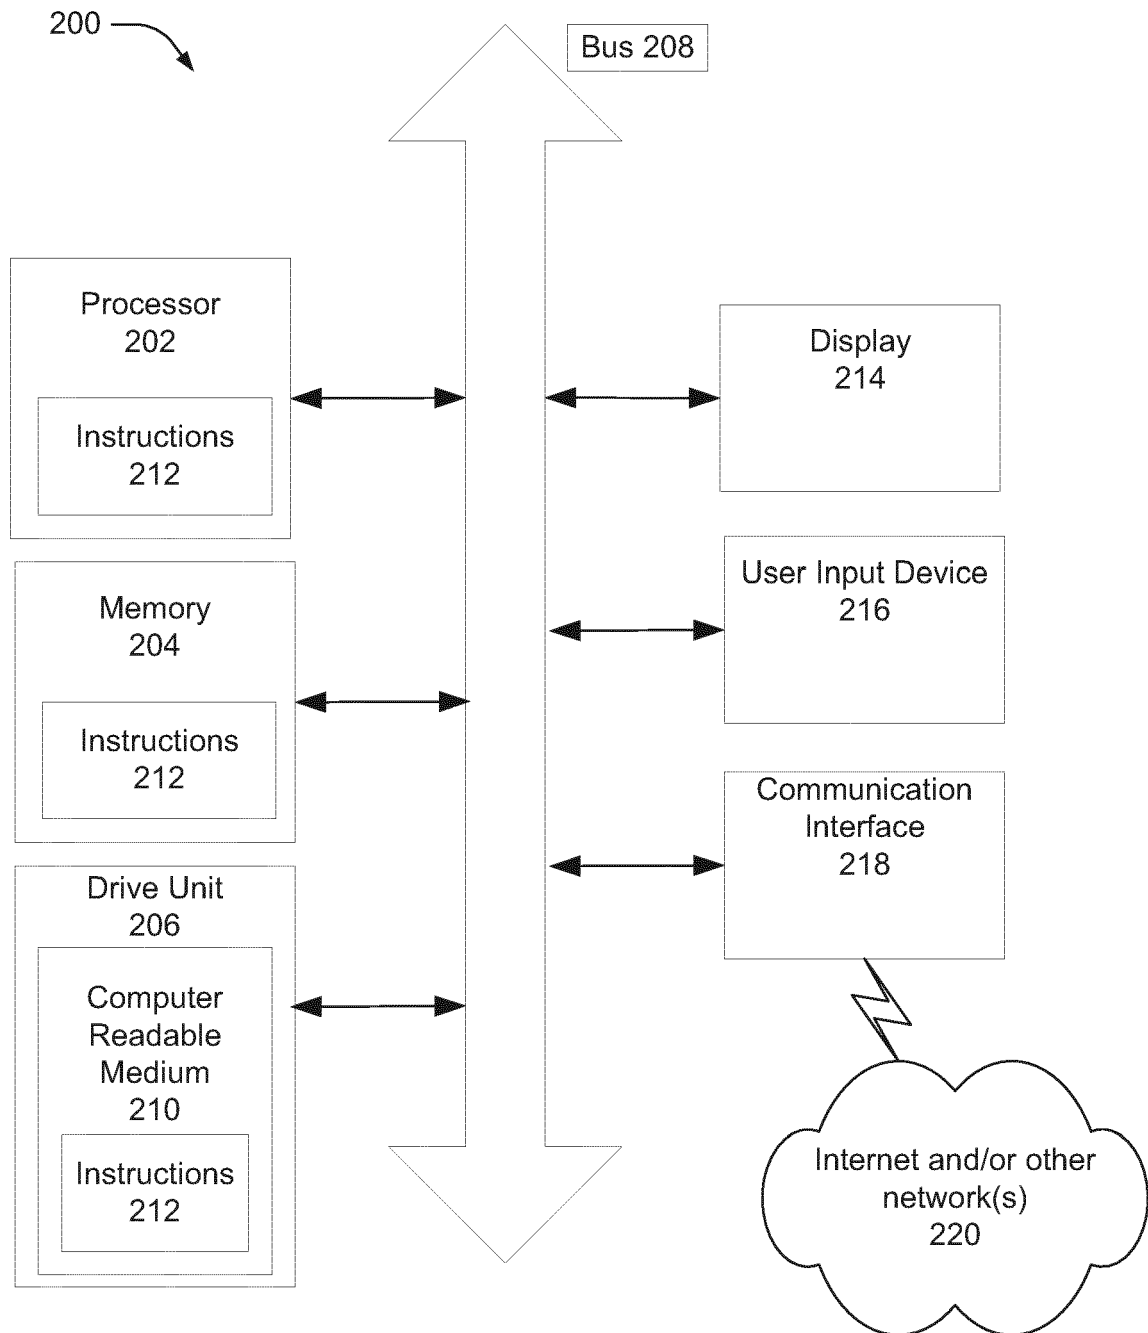 200
Bus 208
Processor
202
Instructions
212
Memory
204
Instructions
212
Drive Unit
206
Computer
Readable
Medium
210
Instructions
212
Display
214
User Input Device
216
Communication
Interface
218
Internet and/or other
network(s)
220